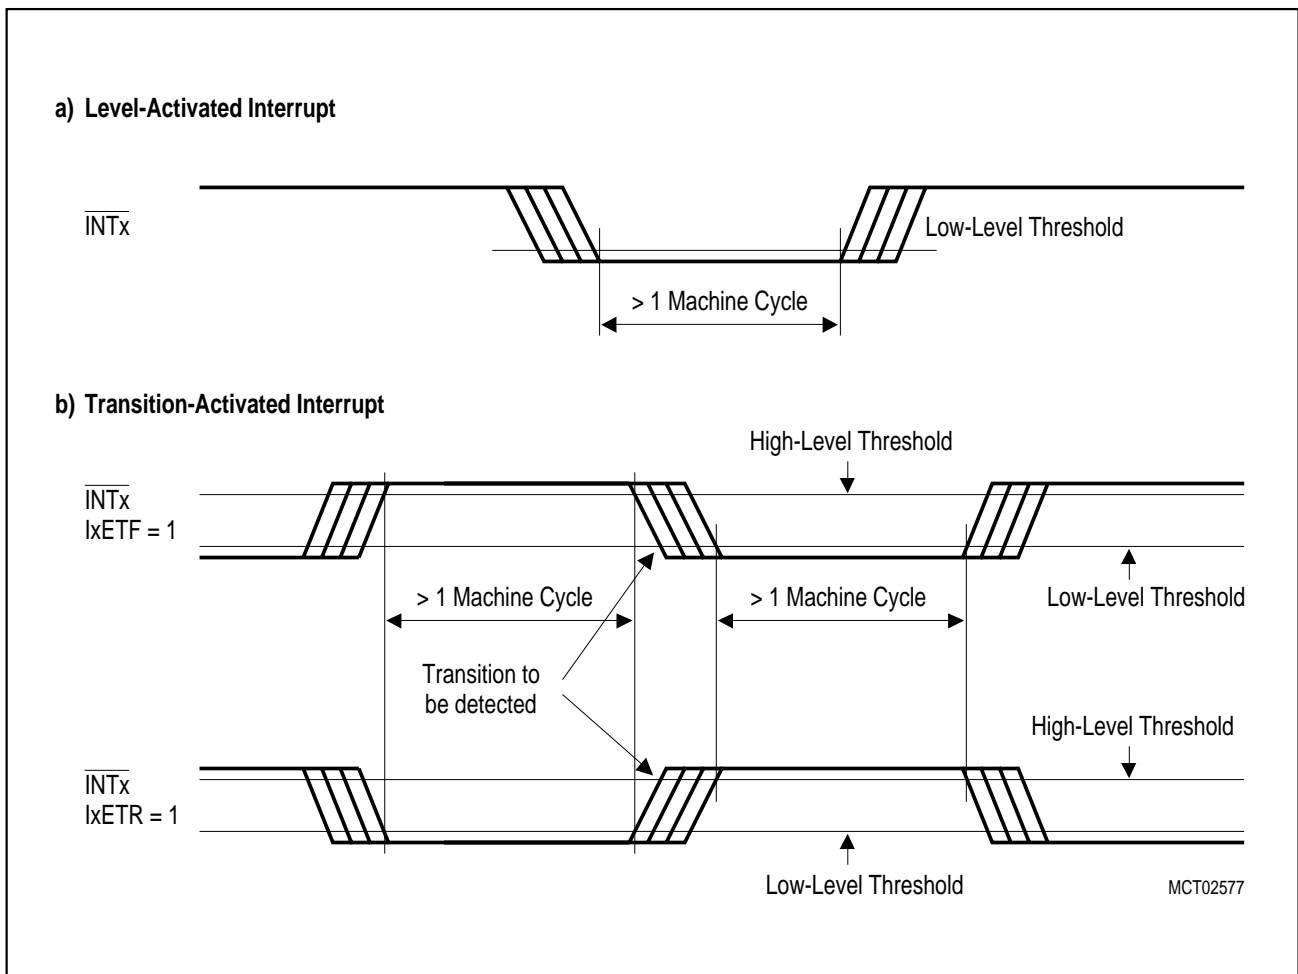 a) Level-Activated Interrupt
INTx
Low-Level Threshold
> 1 Machine Cycle
b) Transition-Activated Interrupt
High-Level Threshold
INTx
IxETF = 1
> 1 Machine Cycle
> 1 Machine Cycle
Low-Level Threshold
Transition to
be detected
High-Level Threshold
INTx
IxETR = 1
Low-Level Threshold
MCT02577